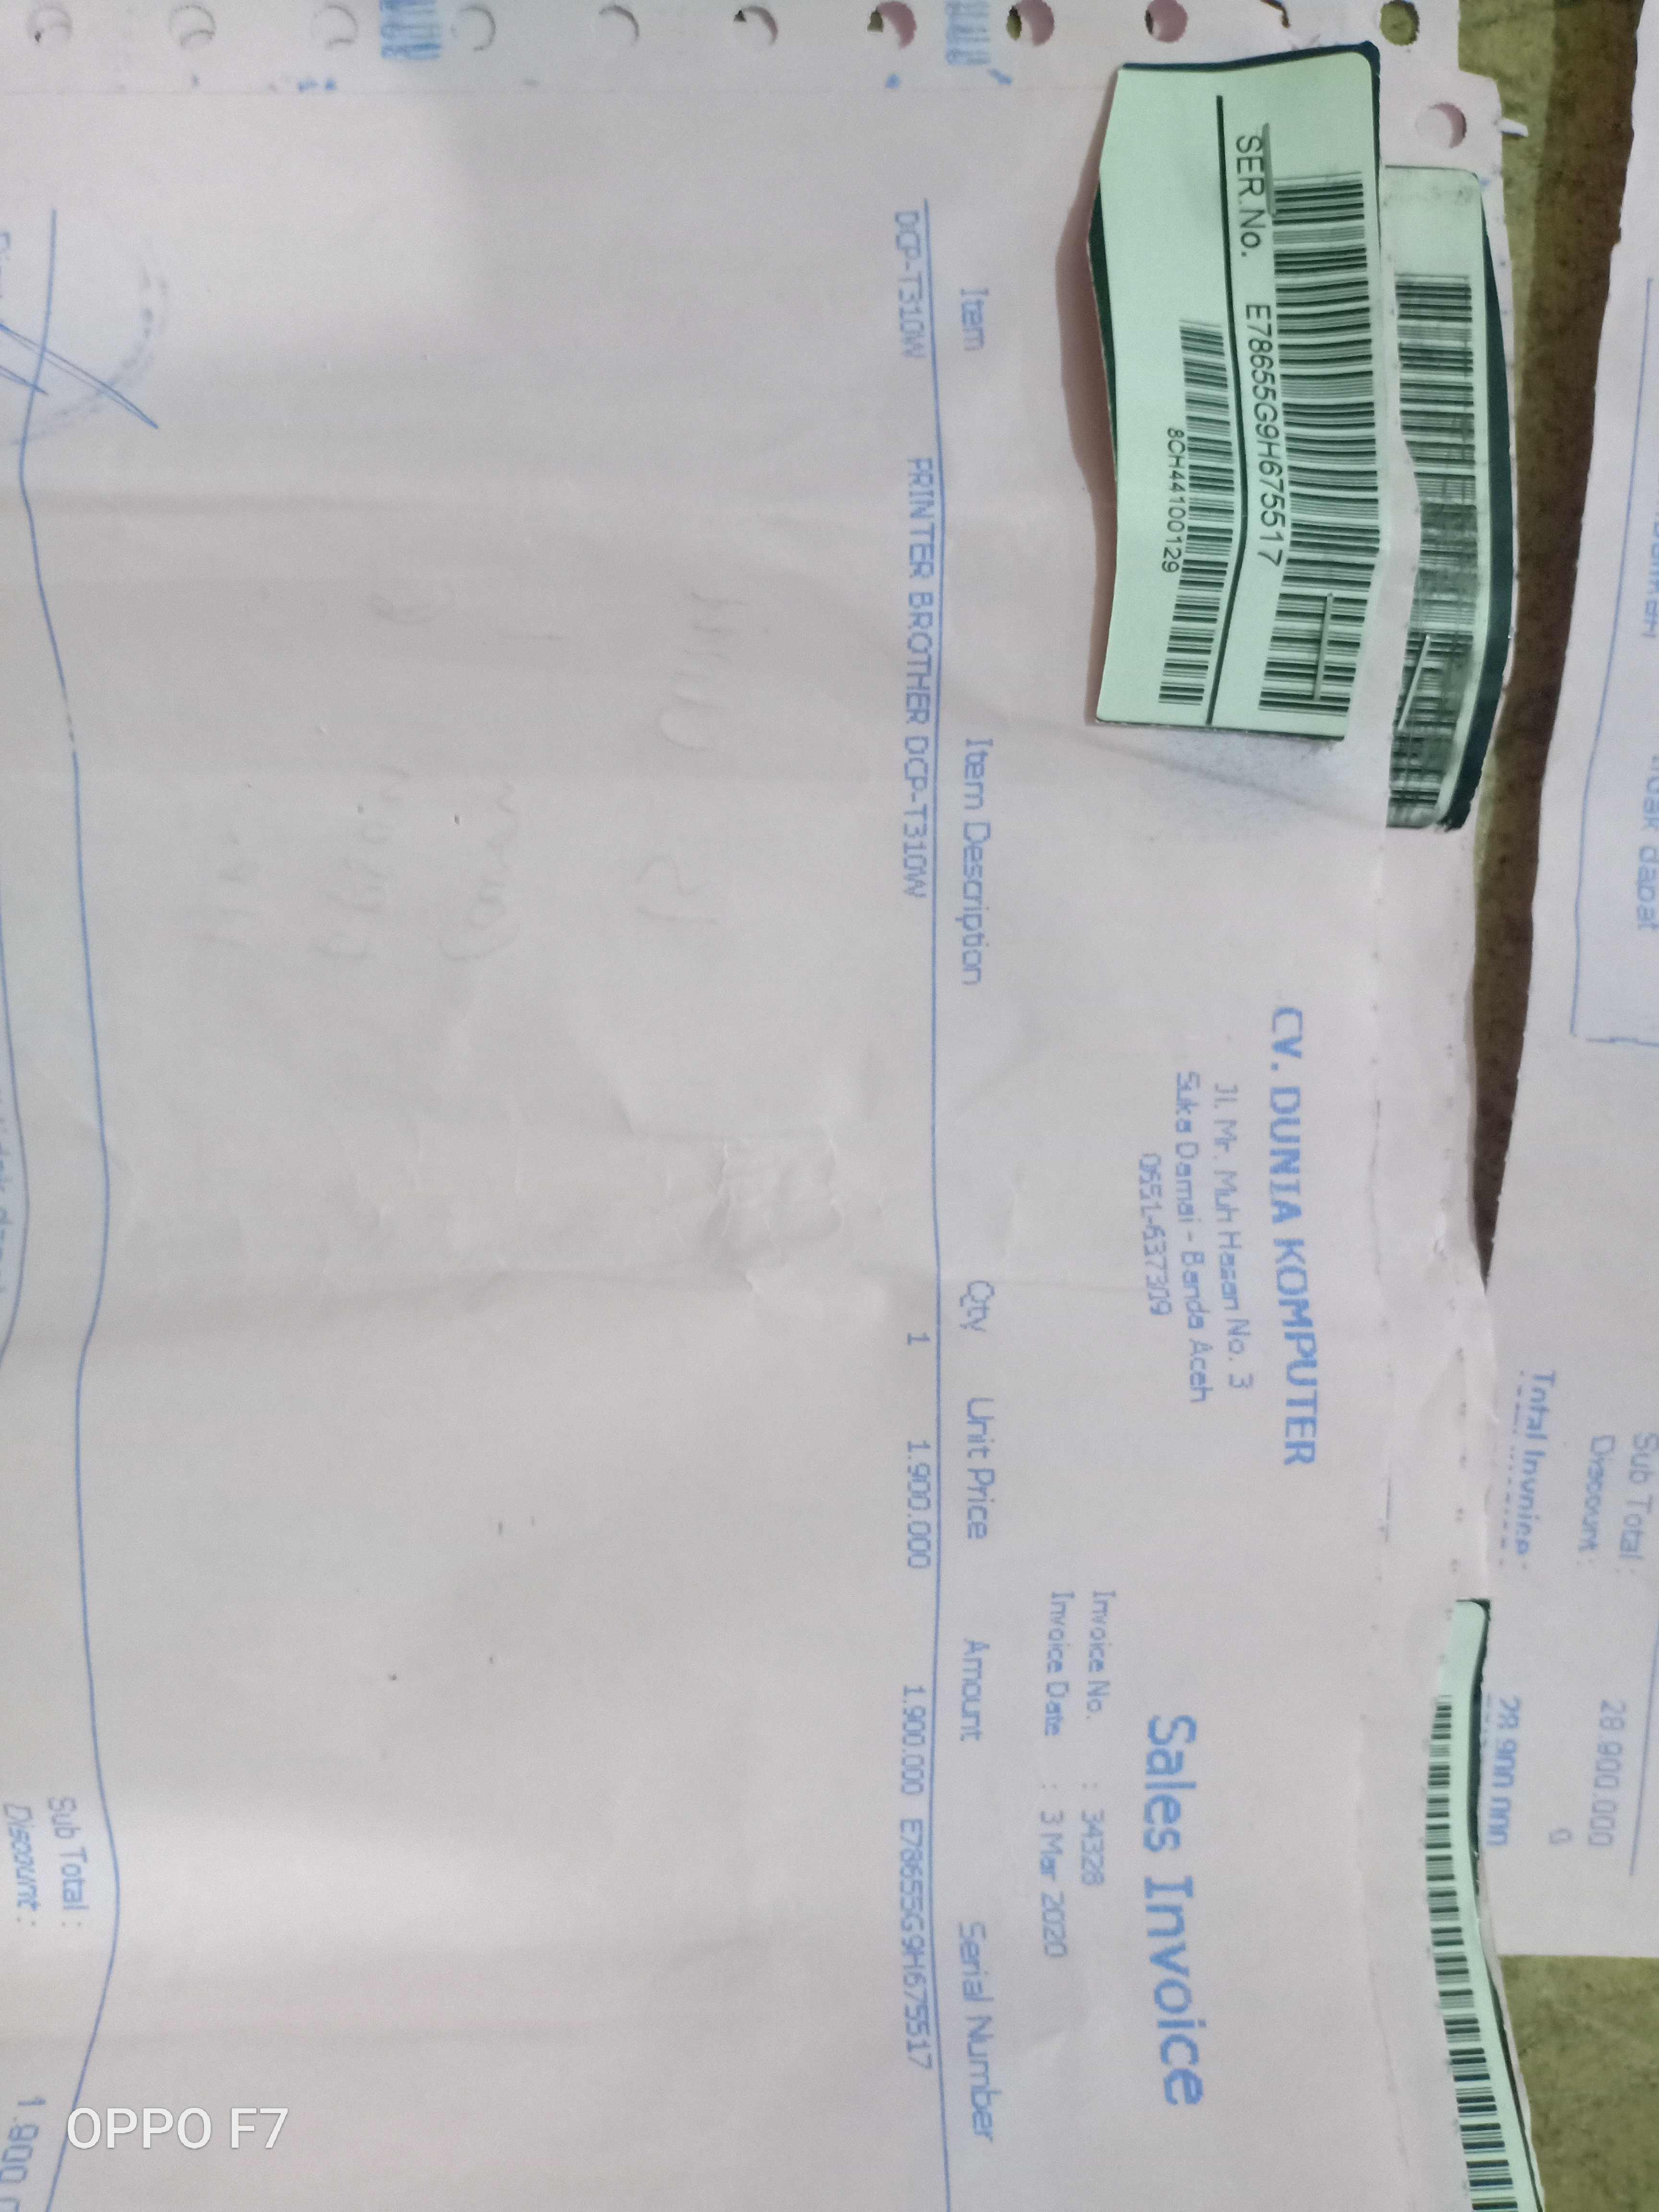 SER.No. E78655G9H675517
8CH44100129
CV. DUNIA KOMPUTER
Jl. Mr. Muh Hasan No. 3
Suka Damai - Banda Aceh
0651-637309
Sales Invoice
Invoice No. : 34328
Invoice Date : 3 Mar 2020
Item Item Description Qty Unit Price Amount Serial Number
DCP-T310W PRINTER BROTHER DCP-T310W 1 1.900.000 1.900.000 E78655G9H675517
Sub Total :
Discount :
dapat
Sub Total : 28.900.000
Discount : 0
Total Invoice : 28.900.000
OPPO F7